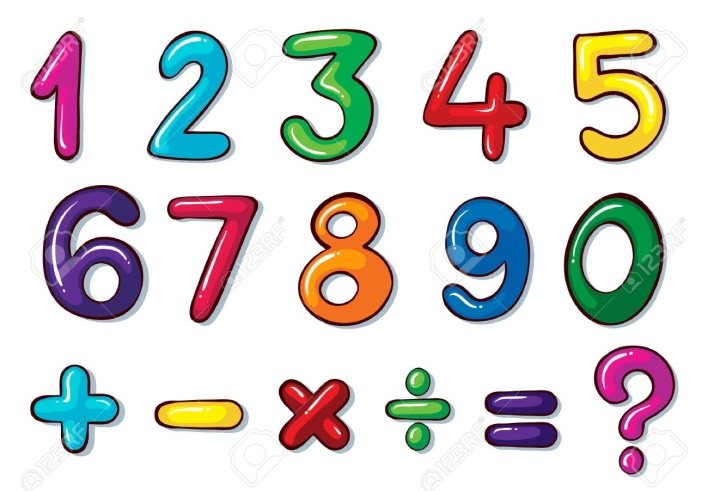 1 2 3 4 5
6 7 8 9 0
+ - × ÷ = ?